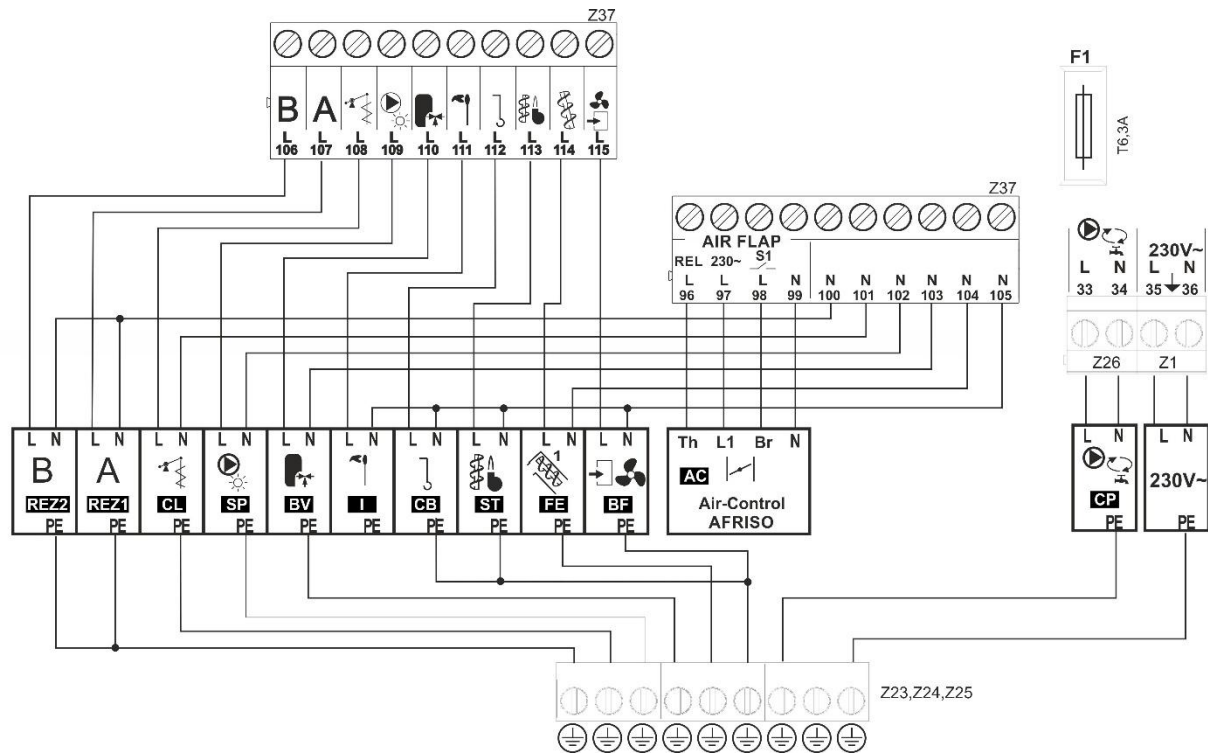 Z37
B A
L L L L L L L L L L
106 107 108 109 110 111 112 113 114 115
F1
T6,3A
Z37
AIR FLAP
REL 230~ S1
L L L N N N N N N N
96 97 98 99 100 101 102 103 104 105
230V~
L N L N
33 34 35 36
Z26 Z1
L N L N L N L N L N L N L N L N L N L N
B A 1
REZ2 REZ1 CL SP BV I CB ST FE BF
PE PE PE PE PE PE PE PE PE PE
Th L1 Br N
AC
Air-Control
AFRISO
L N L N
230V~
CP
PE PE
Z23,Z24,Z25